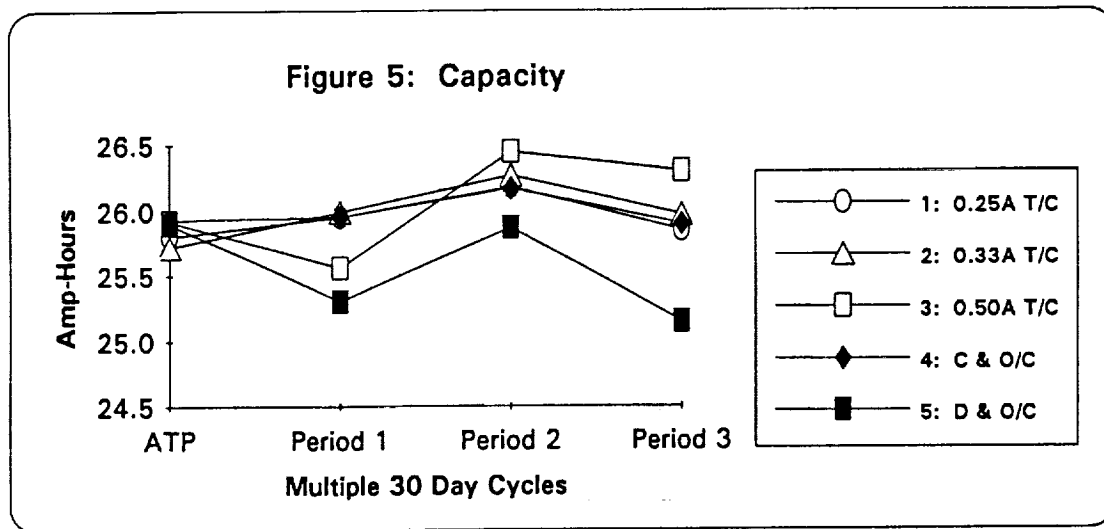 Figure 5: Capacity
Amp-Hours
26.5
26.0
25.5
25.0
24.5
ATP Period 1 Period 2 Period 3
Multiple 30 Day Cycles
1: 0.25A T/C
2: 0.33A T/C
3: 0.50A T/C
4: C & O/C
5: D & O/C